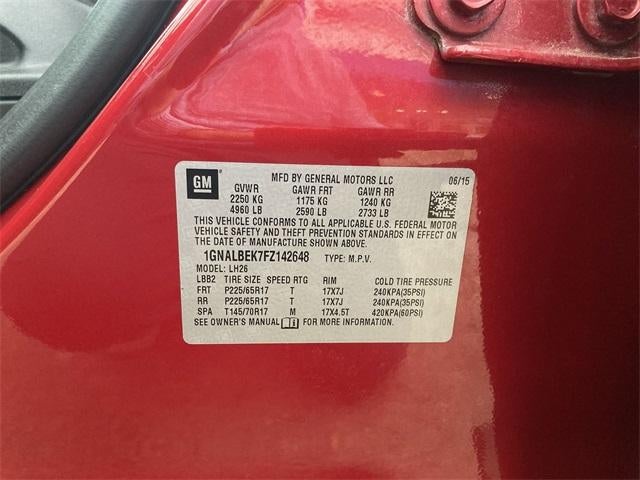 GM
MFD BY GENERAL MOTORS LLC 06/15
GVWR GAWR FRT GAWR RR
2250 KG 1175 KG 1240 KG
4960 LB 2590 LB 2733 LB
THIS VEHICLE CONFORMS TO ALL APPLICABLE U.S. FEDERAL MOTOR
VEHICLE SAFETY AND THEFT PREVENTION STANDARDS IN EFFECT ON
THE DATE OF MANUFACTURE SHOWN ABOVE.
1GNALBEK7FZ142648 TYPE: M.P.V.
MODEL: LH26
LBB2 TIRE SIZE SPEED RTG RIM COLD TIRE PRESSURE
FRT P225/65R17 T 17X7J 240KPA(35PSI)
RR P225/65R17 T 17X7J 240KPA(35PSI)
SPA T145/70R17 M 17X4.5T 420KPA(60PSI)
SEE OWNER'S MANUAL FOR MORE INFORMATION.